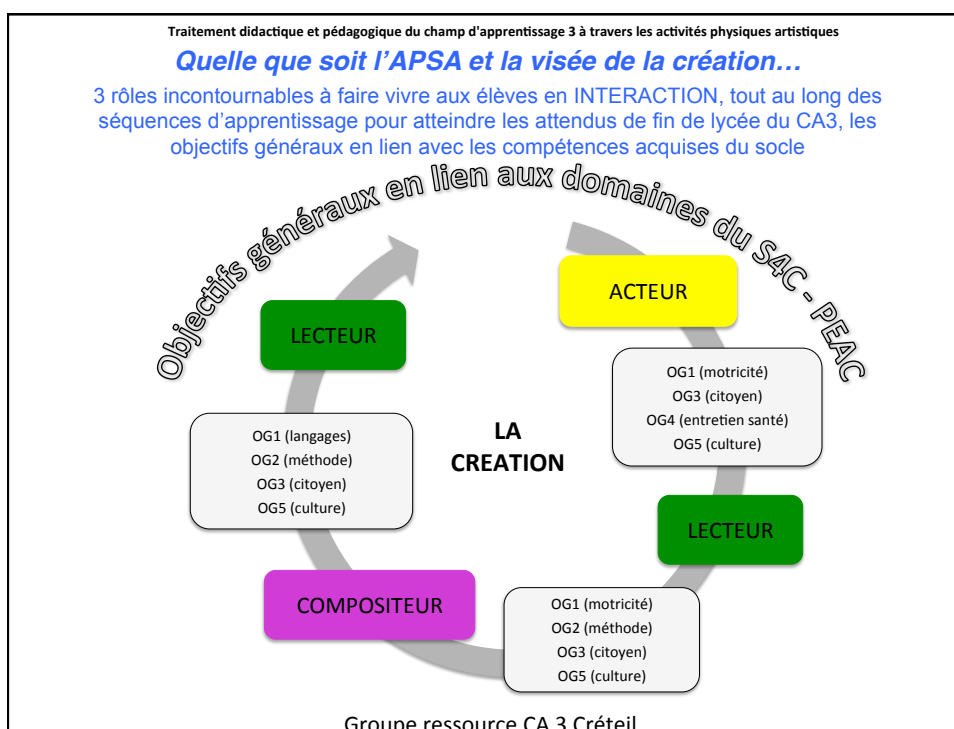 Traitement didactique et pédagogique du champ d'apprentissage 3 à travers les activités physiques artistiques
Quelle que soit l'APSA et la visée de la création…
3 rôles incontournables à faire vivre aux élèves en INTERACTION, tout au long des
séquences d'apprentissage pour atteindre les attendus de fin de lycée du CA3, les
objectifs généraux en lien avec les compétences acquises du socle
Objectifs généraux en lien aux domaines du S4C - PEAC
ACTEUR
OG1 (motricité)
OG3 (citoyen)
OG4 (entretien santé)
OG5 (culture)
LECTEUR
OG1 (motricité)
OG2 (méthode)
OG3 (citoyen)
OG5 (culture)
COMPOSITEUR
OG1 (langages)
OG2 (méthode)
OG3 (citoyen)
OG5 (culture)
LECTEUR
LA
CREATION
Groupe ressource CA 3 Créteil